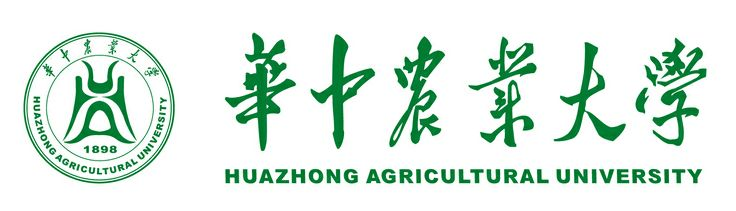 華中農業大學
1898
HUAZHONG AGRICULTURAL UNIVERSITY
華中農業大學
HUAZHONG AGRICULTURAL UNIVERSITY